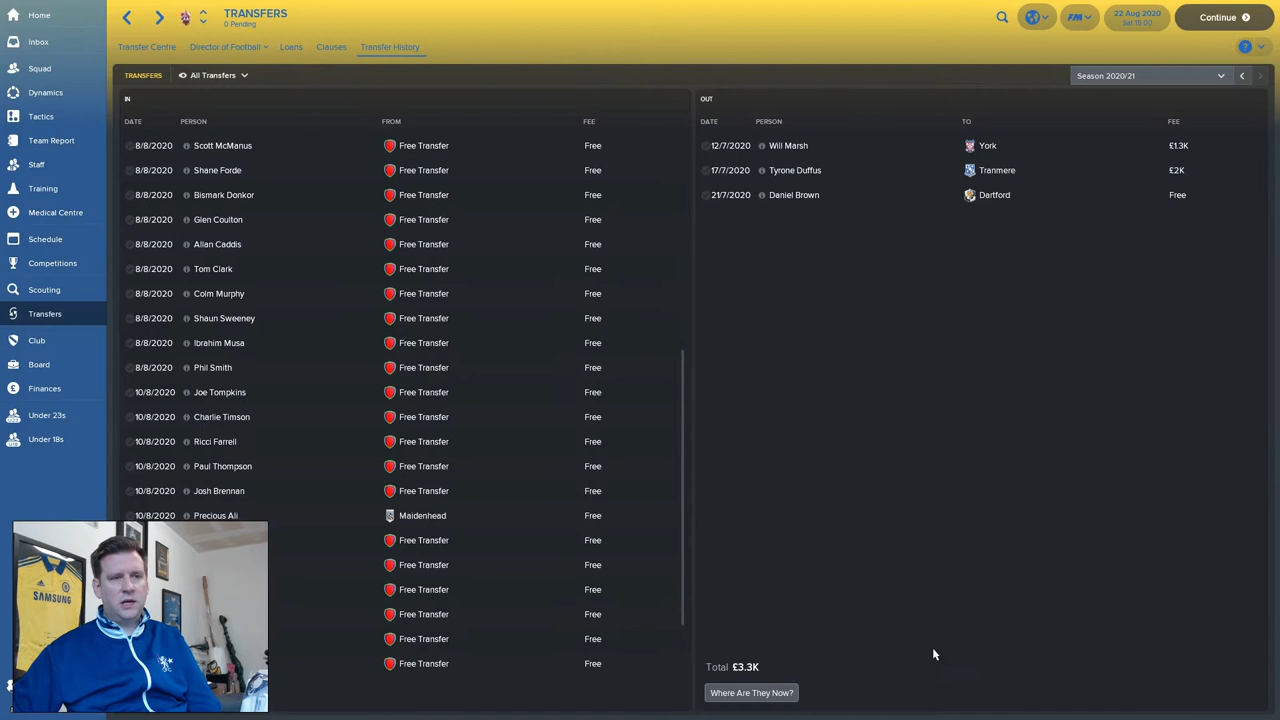 TRANSFERS
0 Pending
FM
22 Aug 2020
Sat 15:00
Continue
Home
Inbox
Squad
Dynamics
Tactics
Team Report
Staff
Training
Medical Centre
Schedule
Competitions
Scouting
Transfers
Club
Board
Finances
Under 23s
Under 18s
Transfer Centre Director of Football Loans Clauses Transfer History
?
TRANSFERS All Transfers Season 2020/21
IN
DATE PERSON FROM FEE
8/8/2020 Scott McManus Free Transfer Free
8/8/2020 Shane Forde Free Transfer Free
8/8/2020 Bismark Donkor Free Transfer Free
8/8/2020 Glen Coulton Free Transfer Free
8/8/2020 Allan Caddis Free Transfer Free
8/8/2020 Tom Clark Free Transfer Free
8/8/2020 Colm Murphy Free Transfer Free
8/8/2020 Shaun Sweeney Free Transfer Free
8/8/2020 Ibrahim Musa Free Transfer Free
8/8/2020 Phil Smith Free Transfer Free
10/8/2020 Joe Tompkins Free Transfer Free
10/8/2020 Charlie Timson Free Transfer Free
10/8/2020 Ricci Farrell Free Transfer Free
10/8/2020 Paul Thompson Free Transfer Free
10/8/2020 Josh Brennan Free Transfer Free
10/8/2020 Precious Ali Maidenhead Free
Free Transfer Free
Free Transfer Free
Free Transfer Free
Free Transfer Free
Free Transfer Free
Free Transfer Free
OUT
DATE PERSON TO FEE
12/7/2020 Will Marsh York £1.3K
17/7/2020 Tyrone Duffus Tranmere £2K
21/7/2020 Daniel Brown Dartford Free
Total £3.3K
Where Are They Now?
SAMSUNG